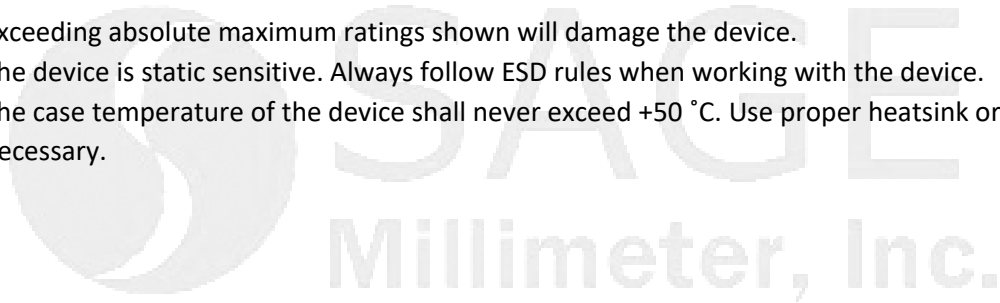 xceeding absolute maximum ratings shown will damage the device.
he device is static sensitive. Always follow ESD rules when working with the device.
he case temperature of the device shall never exceed +50 ˚C. Use proper heatsink or
ecessary.
SAGE
Millimeter, Inc.